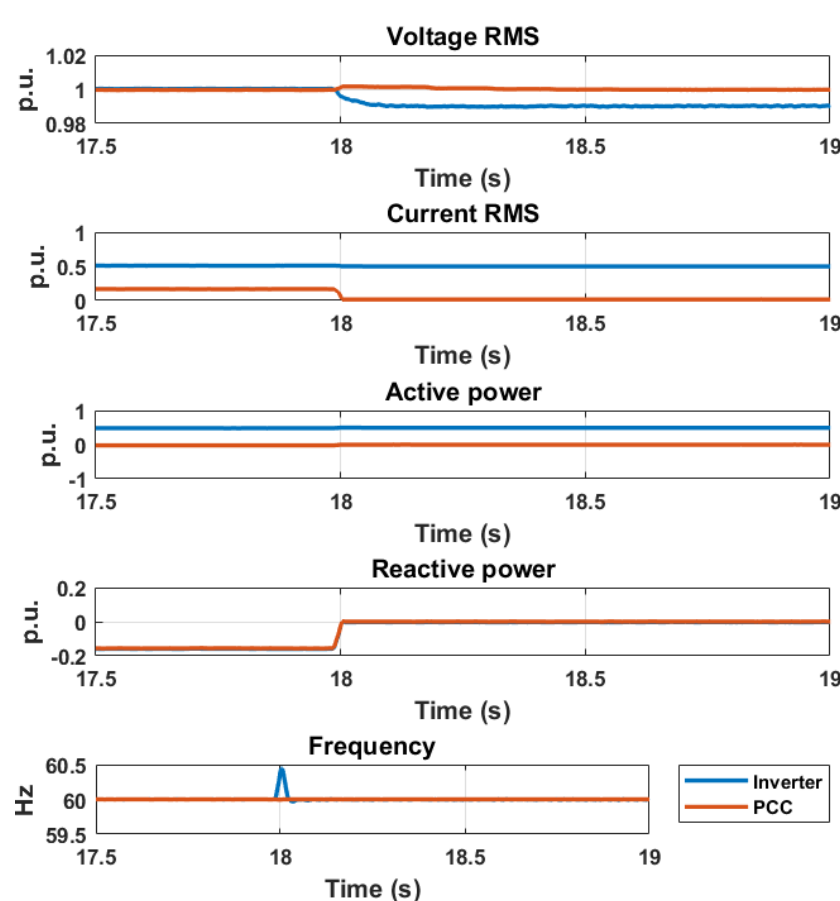 Voltage RMS
1.02
1
0.98
p.u.
17.5 18 18.5 19
Time (s)
Current RMS
1
0.5
0
p.u.
17.5 18 18.5 19
Time (s)
Active power
1
0
-1
p.u.
17.5 18 18.5 19
Time (s)
Reactive power
0.2
0
-0.2
p.u.
17.5 18 18.5 19
Time (s)
Frequency
60.5
60
59.5
Hz
17.5 18 18.5 19
Time (s)
Inverter
PCC